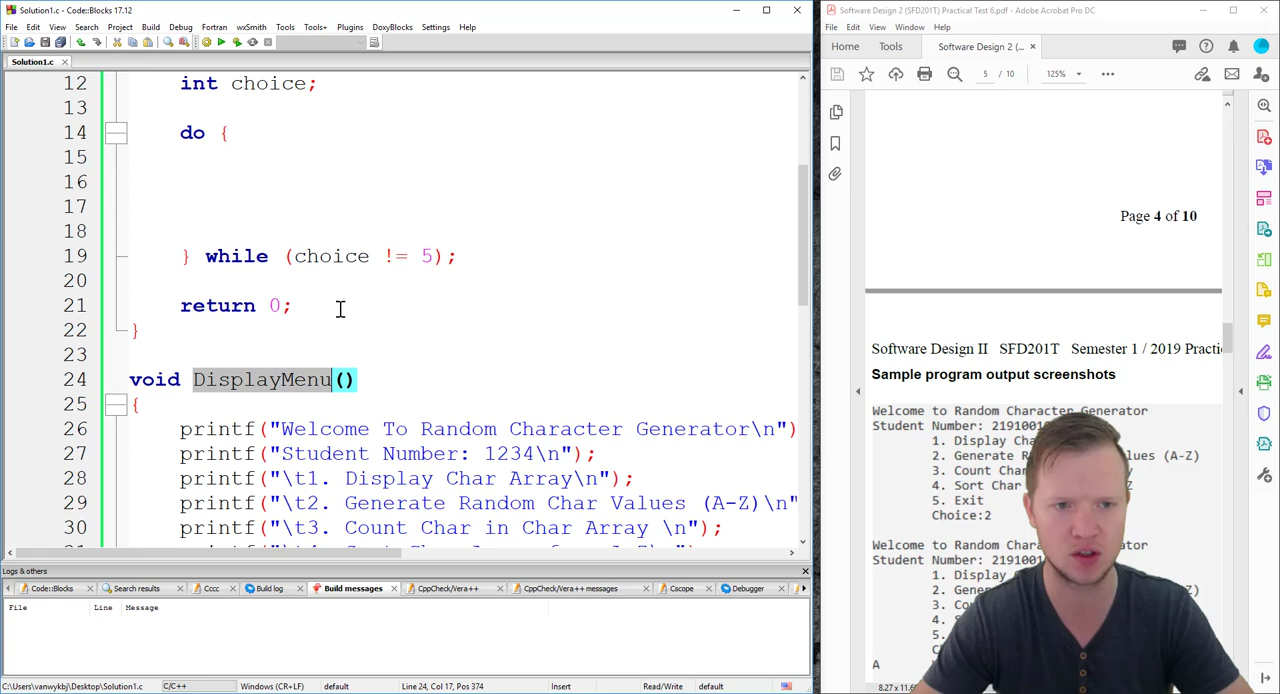 Solution1.c - Code::Blocks 17.12
File Edit View Search Project Build Debug Fortran wxSmith Tools Tools+ Plugins DoxyBlocks Settings Help
Solution1.c
12 int choice;
13
14 do {
15
16
17
18
19 } while (choice != 5);
20
21 return 0;
22 }
23
24 void DisplayMenu()
25 {
26 printf("Welcome To Random Character Generator\n")
27 printf("Student Number: 1234\n");
28 printf("\t1. Display Char Array\n");
29 printf("\t2. Generate Random Char Values (A-Z)\n"
30 printf("\t3. Count Char in Char Array \n");
Logs & others
Code::Blocks Search results Cccc Build log Build messages CppCheck/Vera++ CppCheck/Vera++ messages Cscope Debugger
File Line Message
C:\Users\vanwykbj\Desktop\Solution1.c C/C++ Windows (CR+LF) default Line 24, Col 17, Pos 374 Insert Read/Write default
Software Design 2 (SFD201T) Practical Test 6.pdf - Adobe Acrobat Pro DC
File Edit View Window Help
Home Tools Software Design 2 (...
5 / 10 125%
Page 4 of 10
Software Design II SFD201T Semester 1 / 2019 Practi
Sample program output screenshots
Welcome to Random Character Generator
Student Number: 2191001
1. Display Cha
2. Generate R alues (A-Z)
3. Count Char
4. Sort Char Z
5. Exit
Choice:2
Welcome to Random rator
Student Number: 219100
1. Displa
2. Gene )
3. Co
4. S
5.
A
8.27 x 11.6